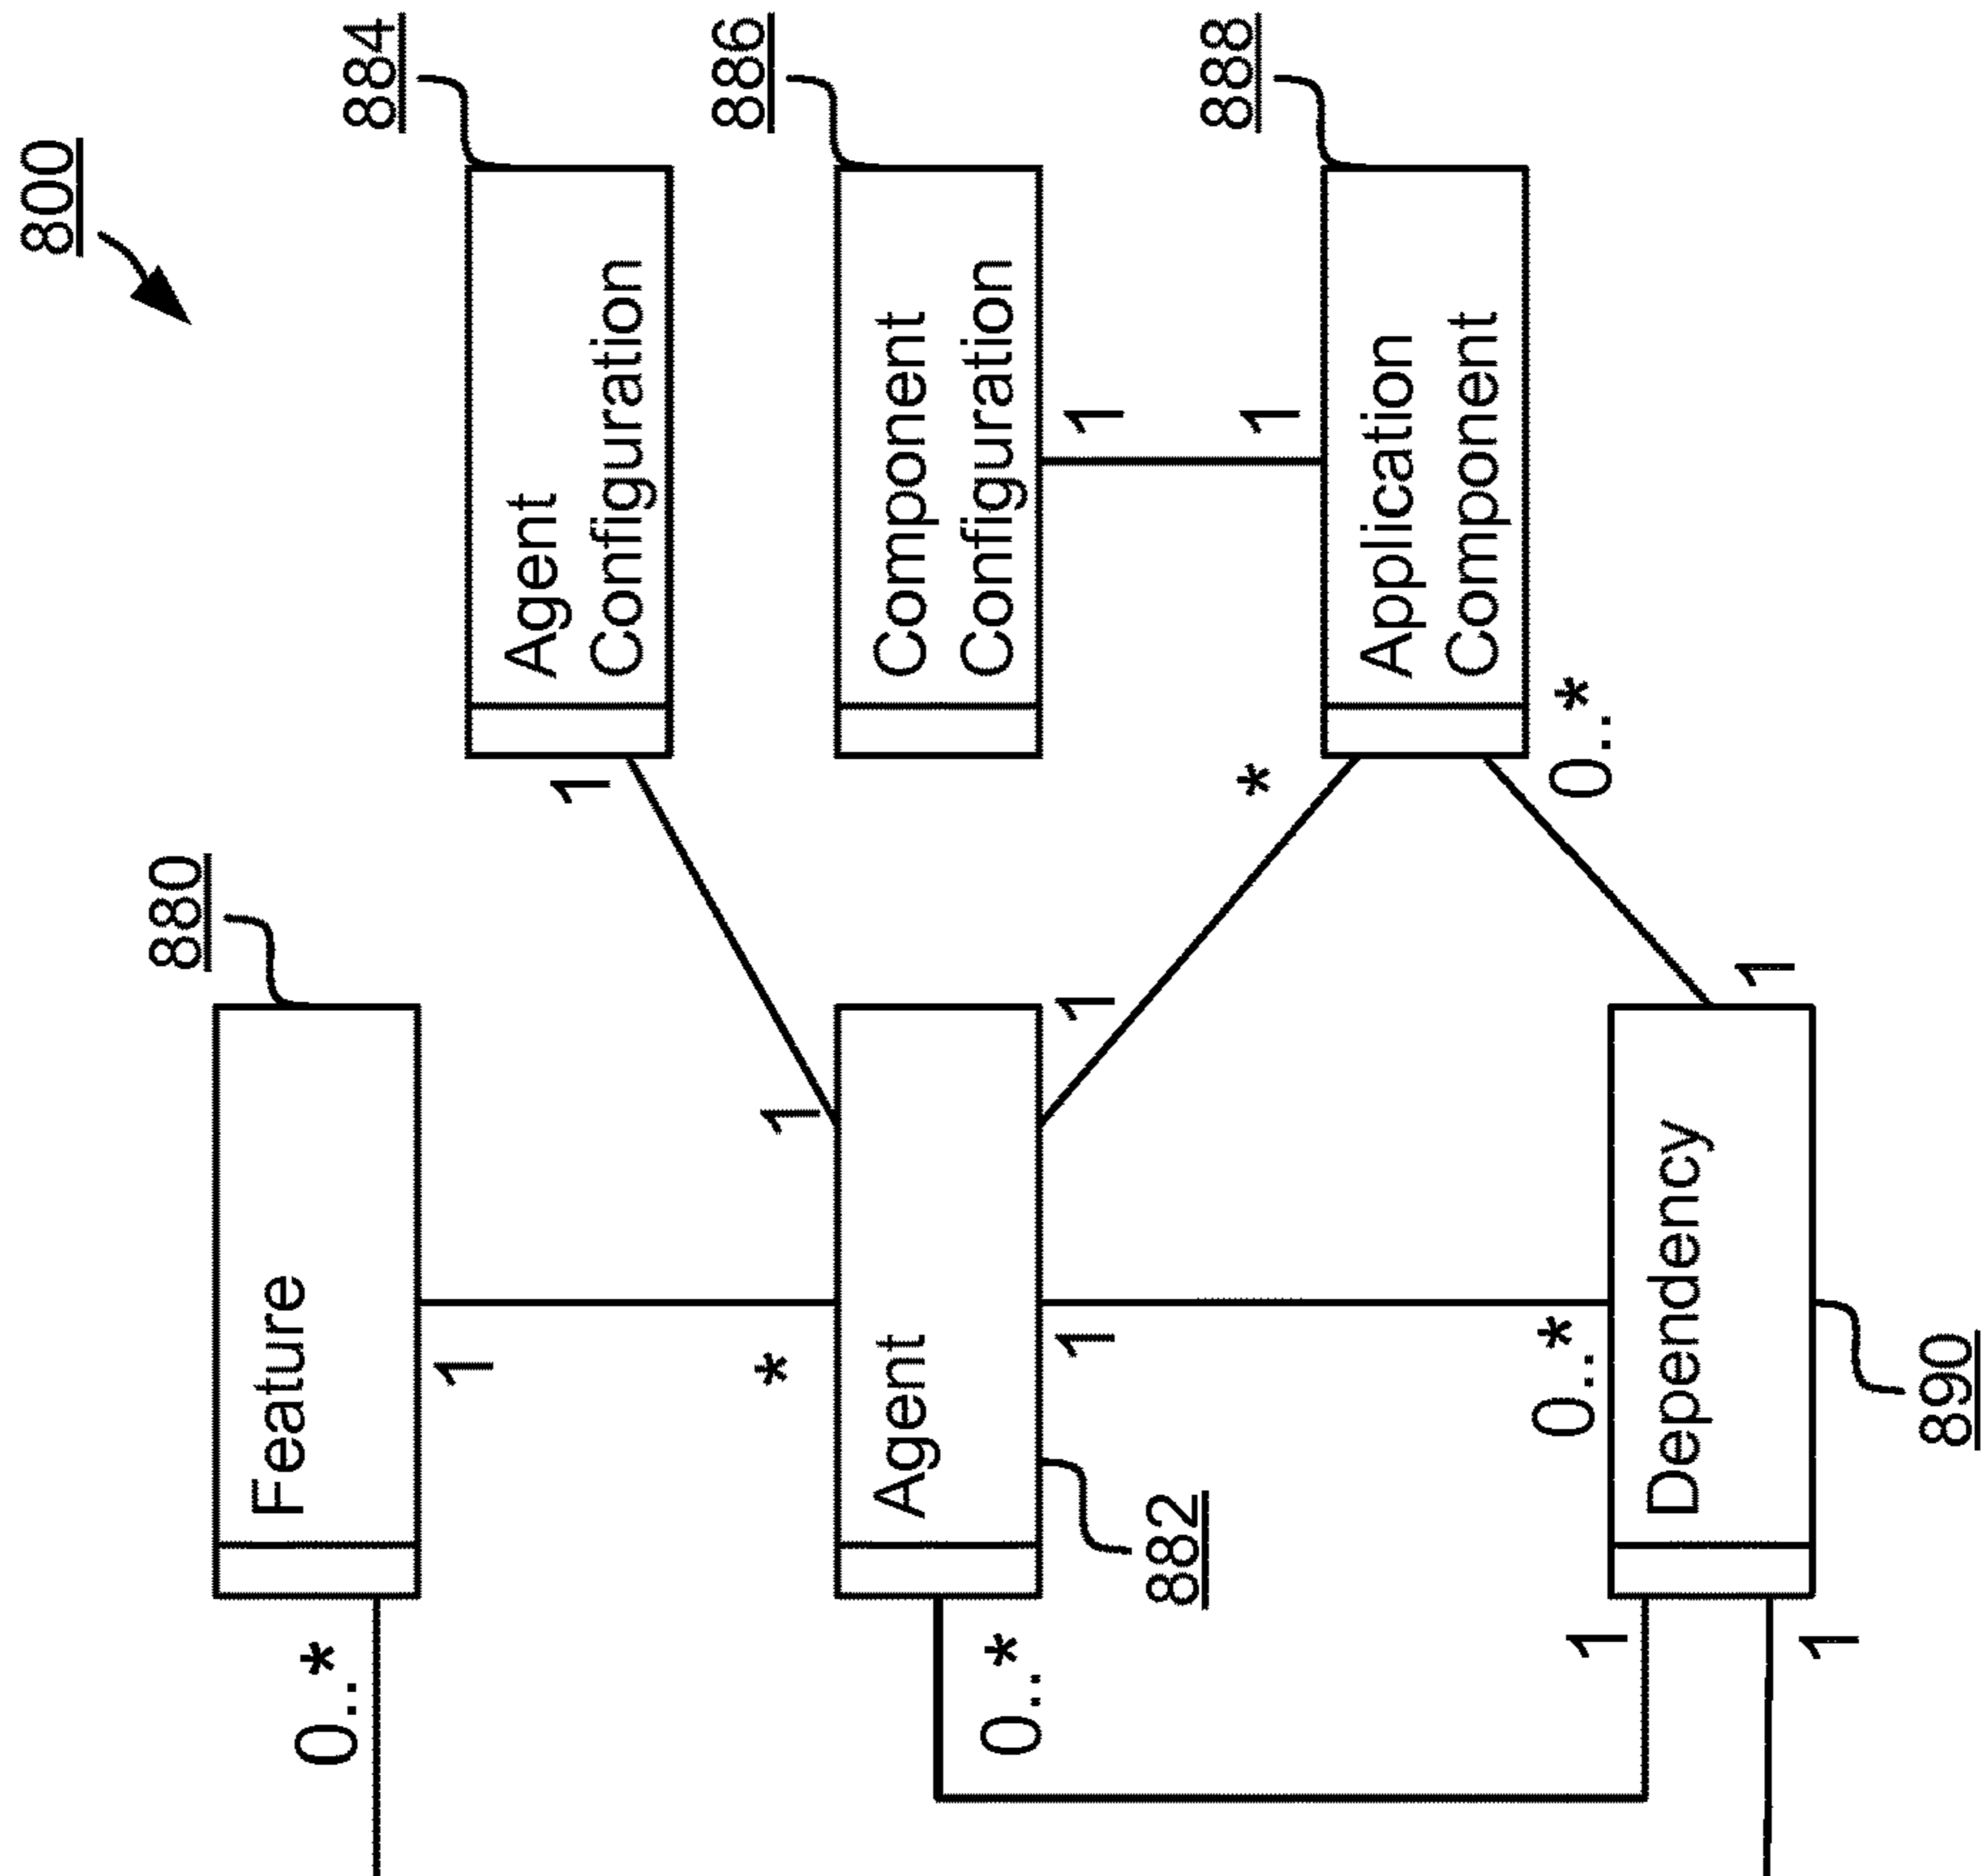 800
880
884
Feature
0..*
1
Agent
Configuration
1
886
*
1
Agent
Component
Configuration
0..*
1
1
1
882
888
*
1
Application
Component
0..*
0..*
1
Dependency
1
1
890